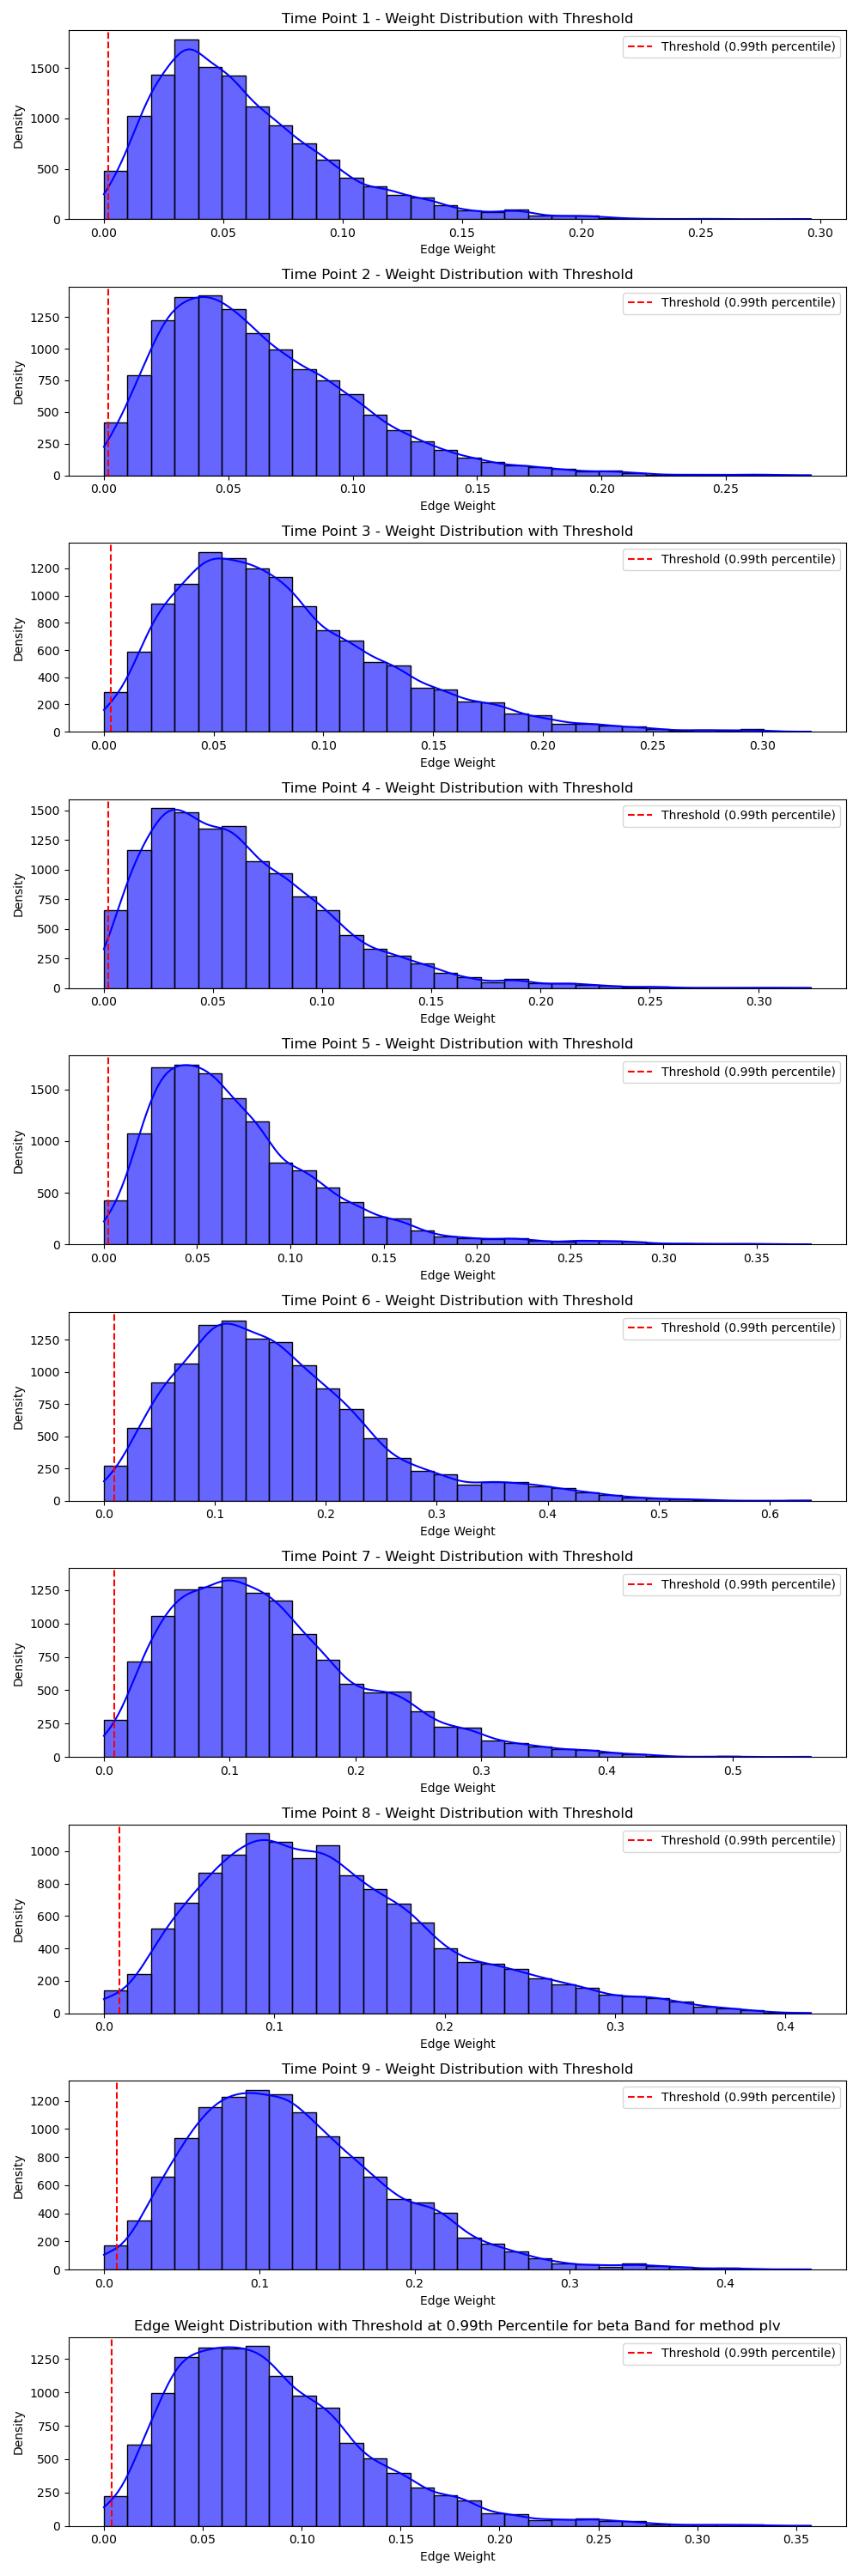 Time Point 1 - Weight Distribution with Threshold
Threshold (0.99th percentile)
Density
1500
1000
500
0
0.00 0.05 0.10 0.15 0.20 0.25 0.30
Edge Weight
Time Point 2 - Weight Distribution with Threshold
Threshold (0.99th percentile)
Density
1250
1000
750
500
250
0
0.00 0.05 0.10 0.15 0.20 0.25
Edge Weight
Time Point 3 - Weight Distribution with Threshold
Threshold (0.99th percentile)
Density
1200
1000
800
600
400
200
0
0.00 0.05 0.10 0.15 0.20 0.25 0.30
Edge Weight
Time Point 4 - Weight Distribution with Threshold
Threshold (0.99th percentile)
Density
1500
1250
1000
750
500
250
0
0.00 0.05 0.10 0.15 0.20 0.25 0.30
Edge Weight
Time Point 5 - Weight Distribution with Threshold
Threshold (0.99th percentile)
Density
1500
1000
500
0
0.00 0.05 0.10 0.15 0.20 0.25 0.30 0.35
Edge Weight
Time Point 6 - Weight Distribution with Threshold
Threshold (0.99th percentile)
Density
1250
1000
750
500
250
0
0.0 0.1 0.2 0.3 0.4 0.5 0.6
Edge Weight
Time Point 7 - Weight Distribution with Threshold
Threshold (0.99th percentile)
Density
1250
1000
750
500
250
0
0.0 0.1 0.2 0.3 0.4 0.5
Edge Weight
Time Point 8 - Weight Distribution with Threshold
Threshold (0.99th percentile)
Density
1000
800
600
400
200
0
0.0 0.1 0.2 0.3 0.4
Edge Weight
Time Point 9 - Weight Distribution with Threshold
Threshold (0.99th percentile)
Density
1200
1000
800
600
400
200
0
0.0 0.1 0.2 0.3 0.4
Edge Weight
Edge Weight Distribution with Threshold at 0.99th Percentile for beta Band for method plv
Threshold (0.99th percentile)
Density
1250
1000
750
500
250
0
0.00 0.05 0.10 0.15 0.20 0.25 0.30 0.35
Edge Weight